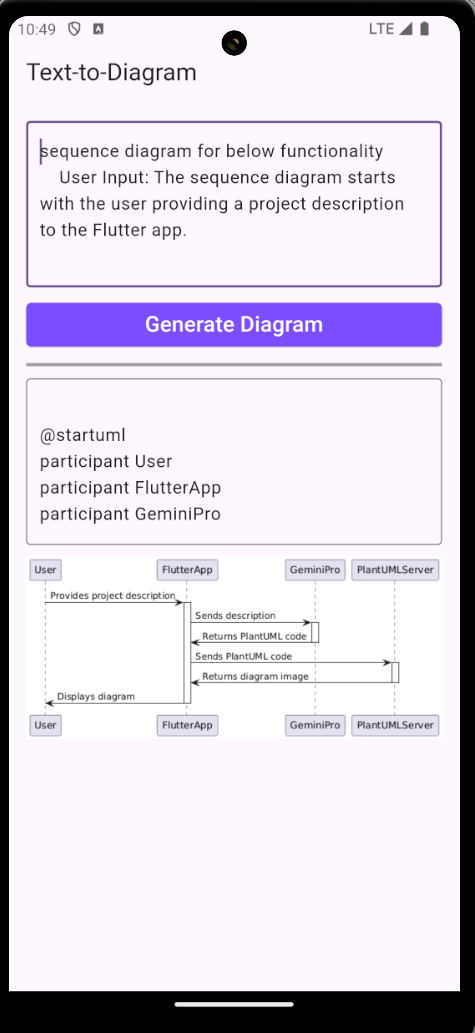 10:49 A LTE
Text-to-Diagram
sequence diagram for below functionality
User Input: The sequence diagram starts
with the user providing a project description
to the Flutter app.
Generate Diagram
@startuml
participant User
participant FlutterApp
participant GeminiPro
User FlutterApp GeminiPro PlantUMLServer
Provides project description
Sends description
Returns PlantUML code
Sends PlantUML code
Returns diagram image
Displays diagram
User FlutterApp GeminiPro PlantUMLServer